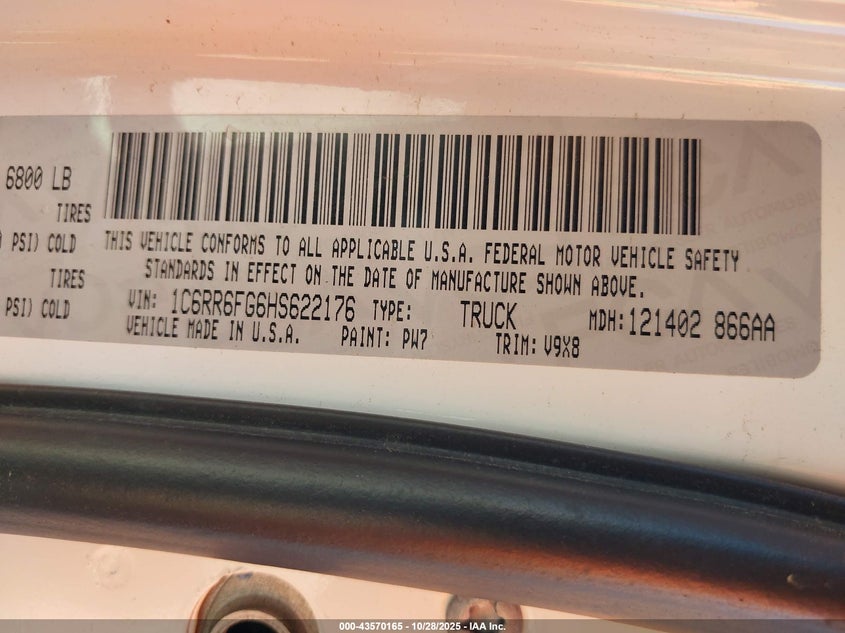 6800 LB
TIRES
PSI) COLD
THIS VEHICLE CONFORMS TO ALL APPLICABLE U.S.A. FEDERAL MOTOR VEHICLE SAFETY
STANDARDS IN EFFECT ON THE DATE OF MANUFACTURE SHOWN ABOVE.
TIRES
PSI) COLD
VIN: 1C6RR6FG6HS622176 TYPE: TRUCK MDH:121402 866AA
VEHICLE MADE IN U.S.A. PAINT: PW7 TRIM: V9X8
000-43570165 - 10/28/2025 - IAA Inc.